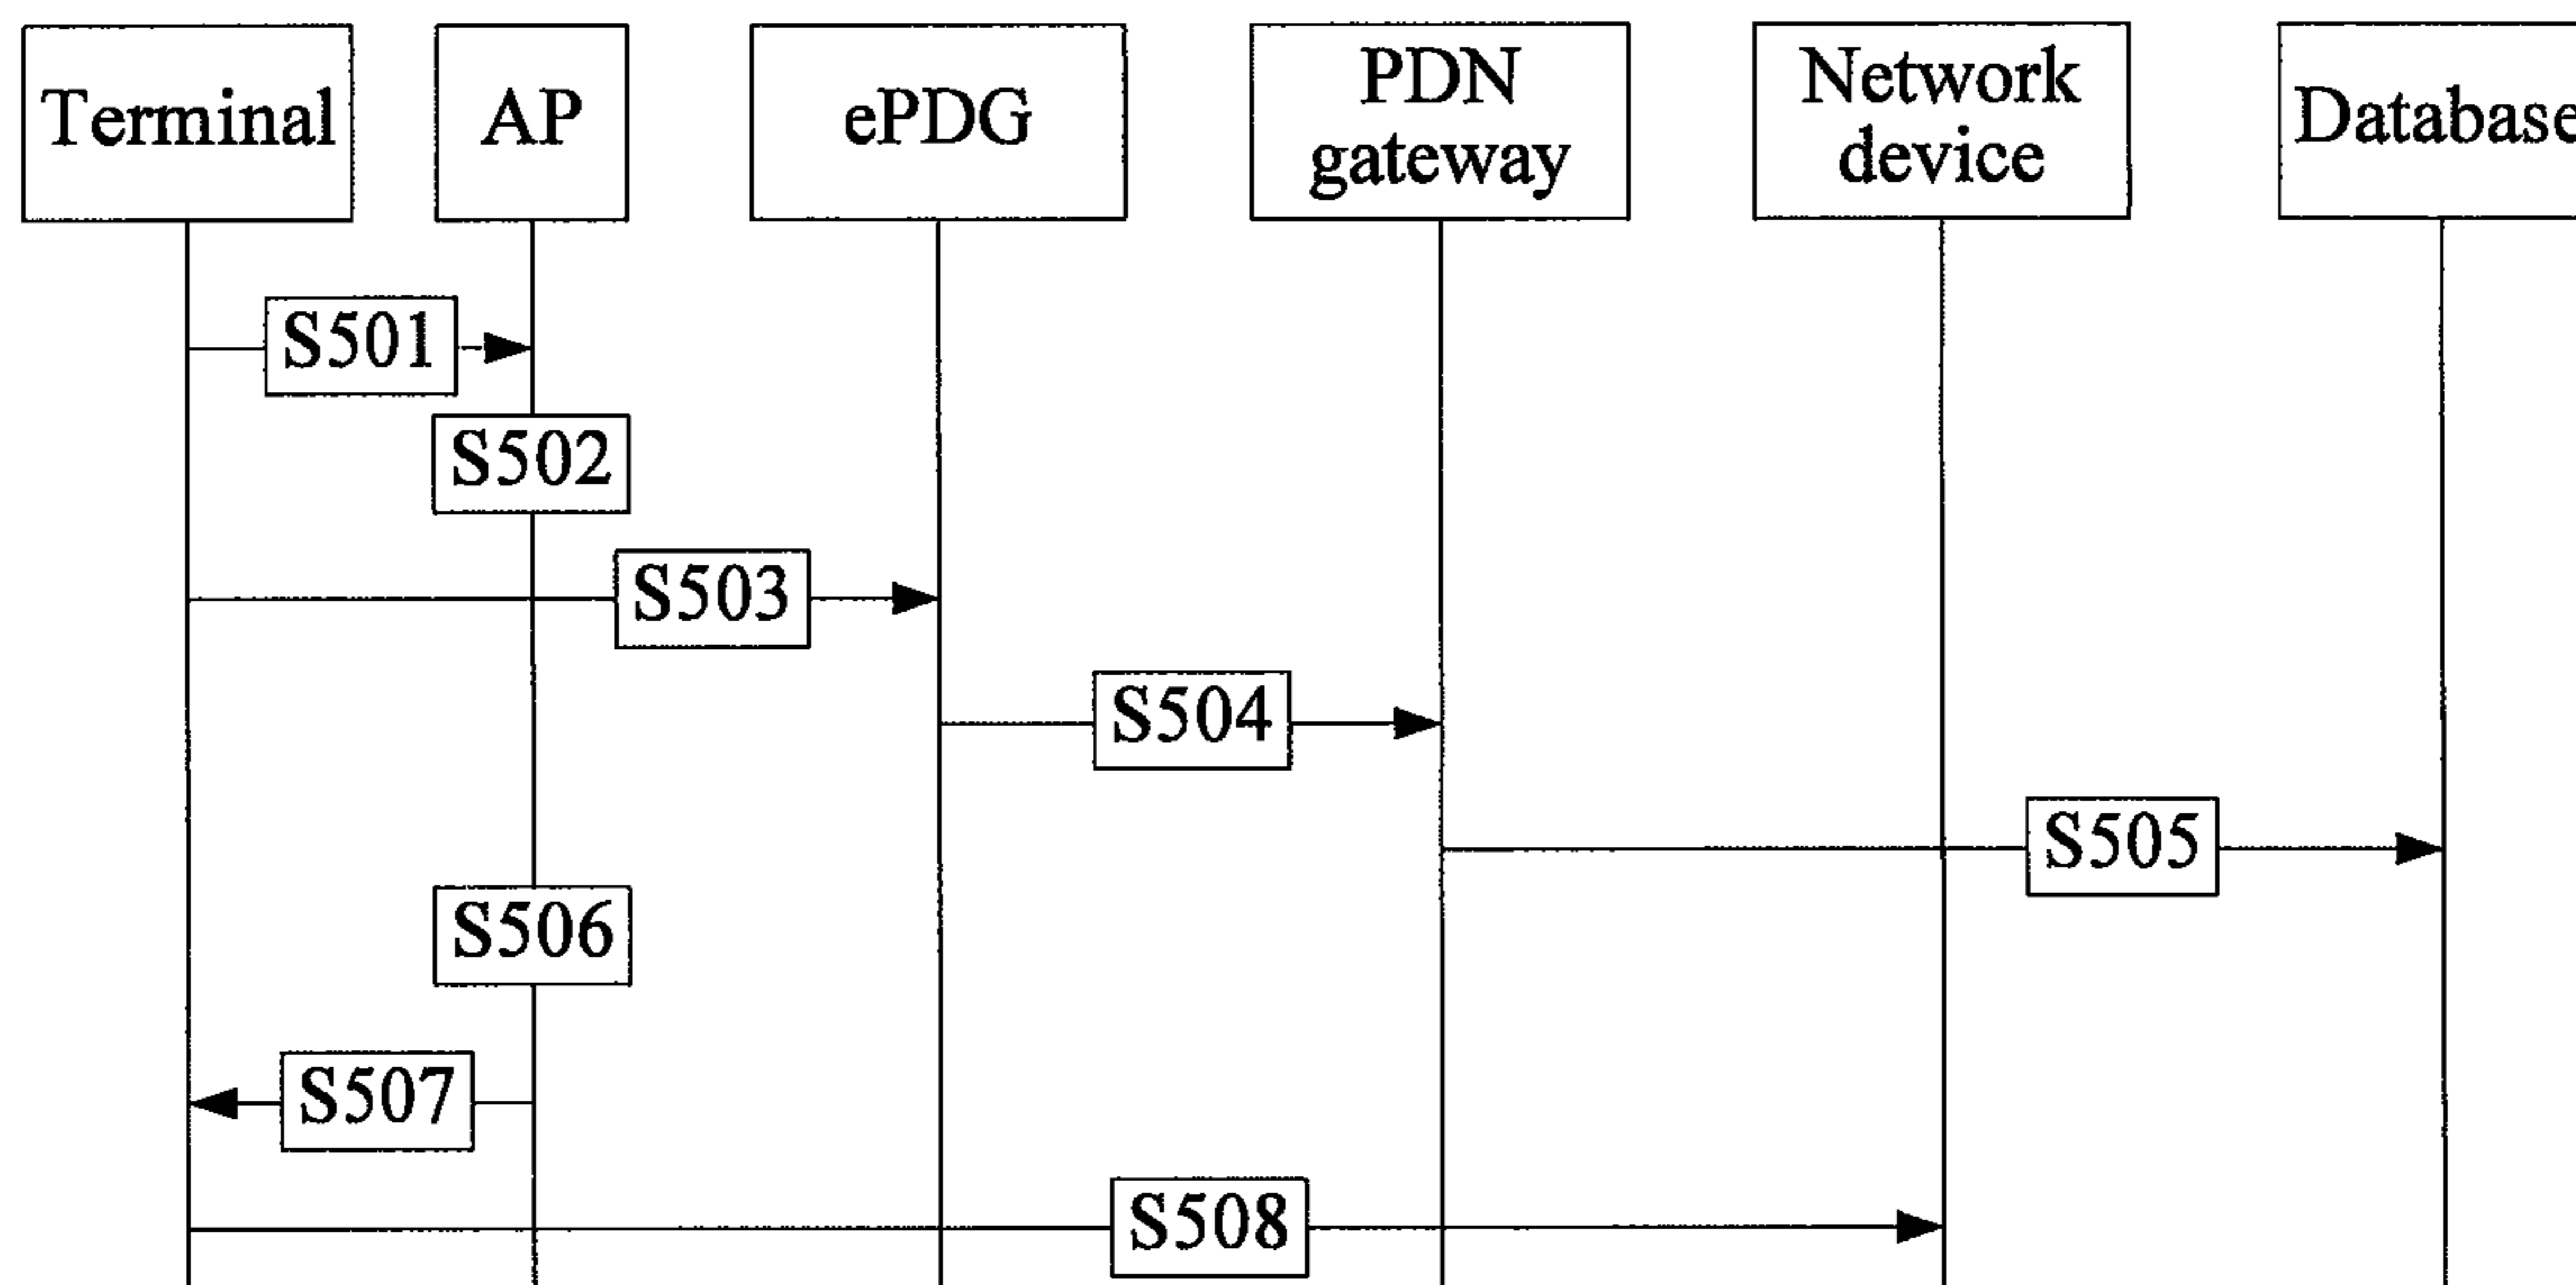 Terminal
AP
ePDG
PDN
gateway
Network
device
Database
S501
S502
S503
S504
S505
S506
S507
S508